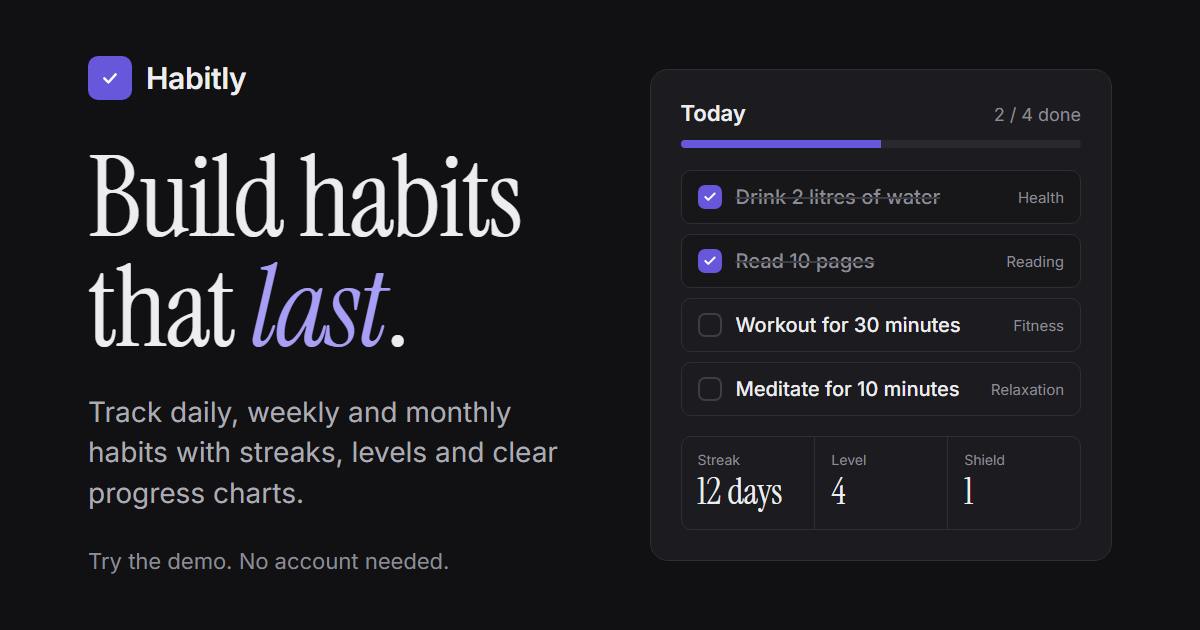 Habitly
Build habits
that last.
Track daily, weekly and monthly
habits with streaks, levels and clear
progress charts.
Try the demo. No account needed.
Today 2 / 4 done
Drink 2 litres of water Health
Read 10 pages Reading
Workout for 30 minutes Fitness
Meditate for 10 minutes Relaxation
Streak Level Shield
12 days 4 1